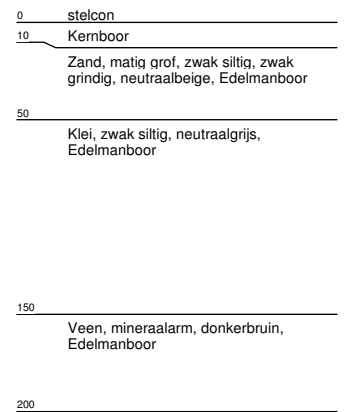 0 stelcon
10 Kernboor
Zand, matig grof, zwak siltig, zwak
grindig, neutraalbeige, Edelmanboor
50
Klei, zwak siltig, neutraalgrijs,
Edelmanboor
150
Veen, mineraalarm, donkerbruin,
Edelmanboor
200